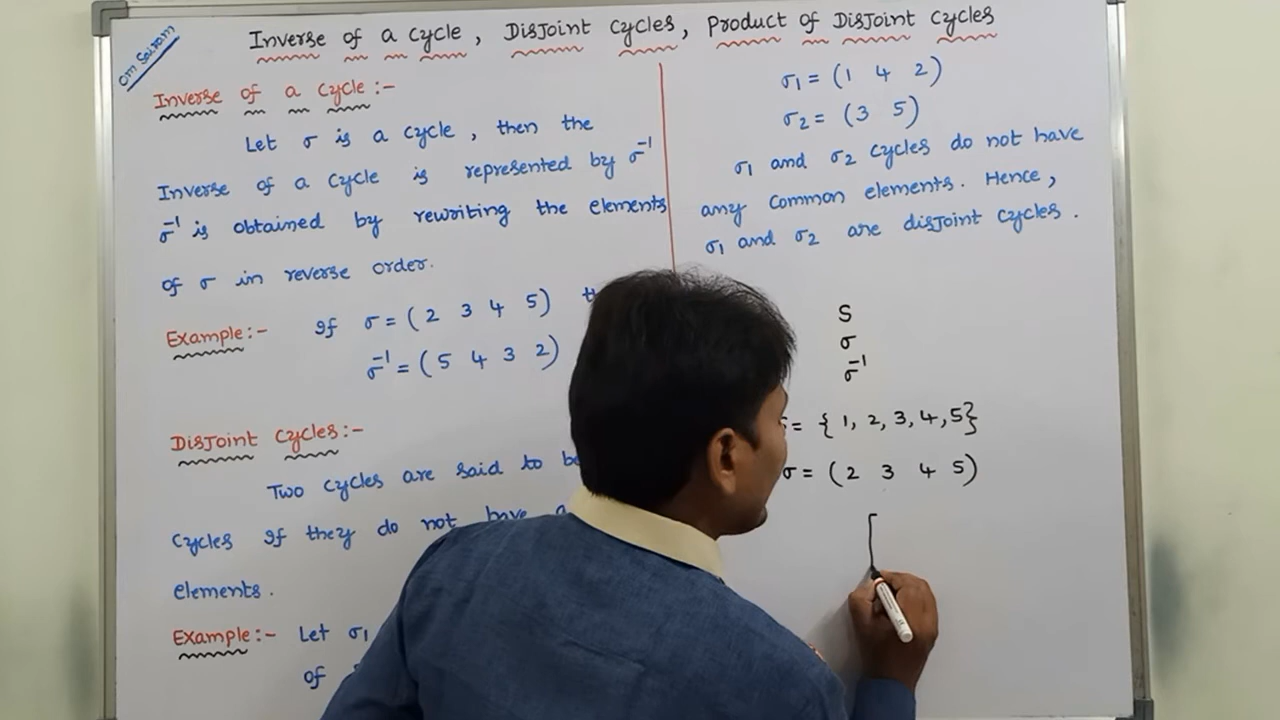 Om Sairam
Inverse of a cycle, Disjoint cycles, Product of Disjoint cycles
Inverse of a cycle:-
Let σ is a cycle, then the
Inverse of a cycle is represented by σ⁻¹
σ⁻¹ is obtained by rewriting the elements
of σ in reverse order.
Example:- If σ = (2 3 4 5)
σ⁻¹ = (5 4 3 2)
Disjoint cycles:-
Two cycles are said to be
cycles if they do not have
elements.
Example:- Let σ₁
of
σ₁ = (1 4 2)
σ₂ = (3 5)
σ₁ and σ₂ cycles do not have
any common elements. Hence,
σ₁ and σ₂ are disjoint cycles.
S
σ
σ⁻¹
= {1, 2, 3, 4, 5}
σ = (2 3 4 5)
[